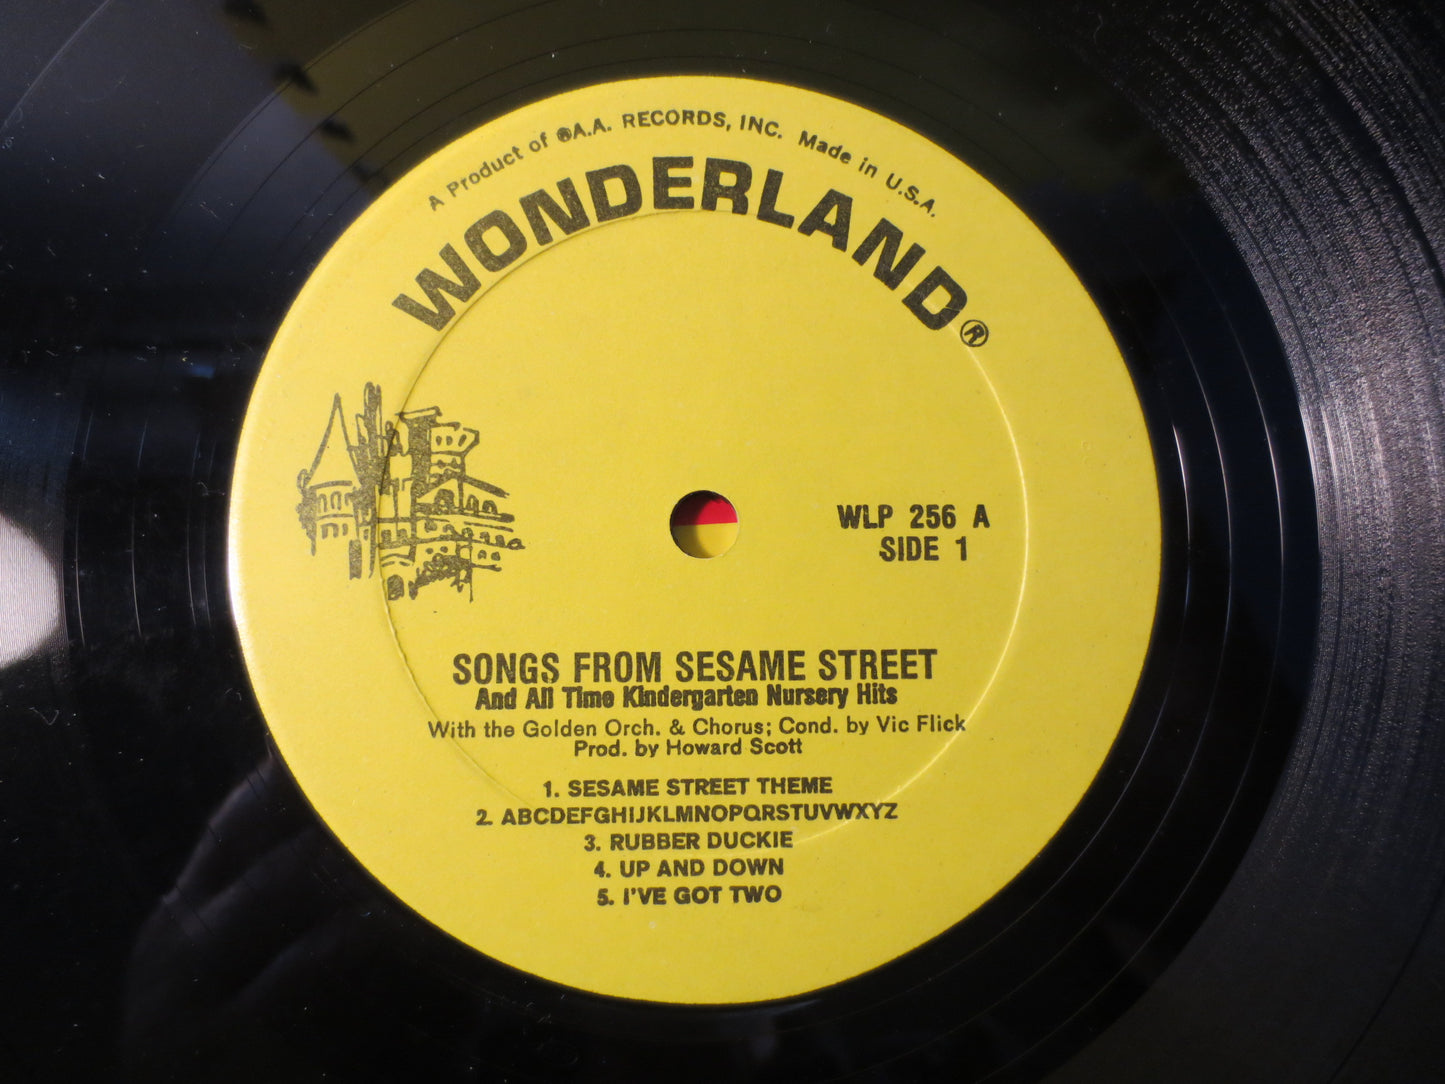 A Product of ®A.A. RECORDS, INC. Made in U.S.A.
WONDERLAND®
WLP 256 A
SIDE 1
SONGS FROM SESAME STREET
And All Time Kindergarten Nursery Hits
With the Golden Orch. & Chorus; Cond. by Vic Flick
Prod. by Howard Scott
1. SESAME STREET THEME
2. ABCDEFGHIJKLMNOPQRSTUVWXYZ
3. RUBBER DUCKIE
4. UP AND DOWN
5. I'VE GOT TWO